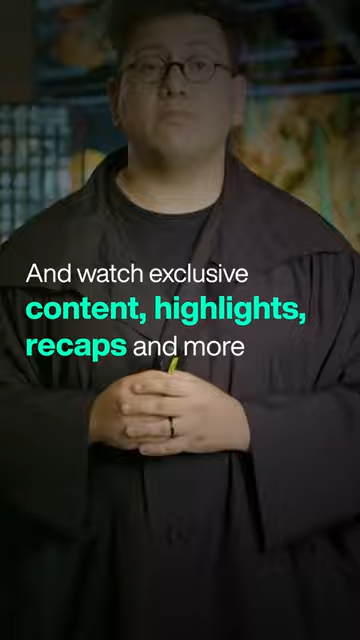 And watch exclusive
content, highlights,
recaps and more